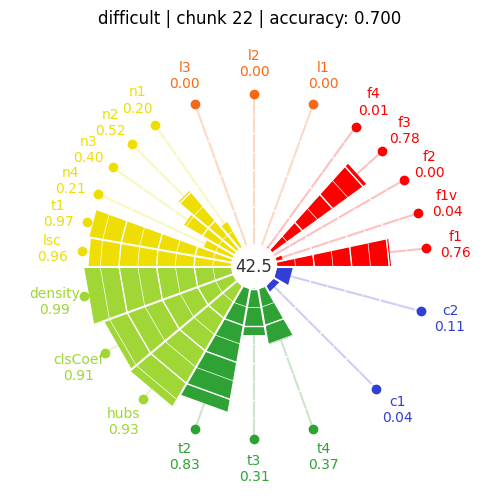 difficult | chunk 22 | accuracy: 0.700
l3
0.00
l2
0.00
l1
0.00
n1
0.20
n2
0.52
n3
0.40
n4
0.21
t1
0.97
lsc
0.96
f4
0.01
f3
0.78
f2
0.00
f1v
0.04
f1
0.76
42.5
density
0.99
clsCoef
0.91
hubs
0.93
t2
0.83
t3
0.31
t4
0.37
c1
0.04
c2
0.11